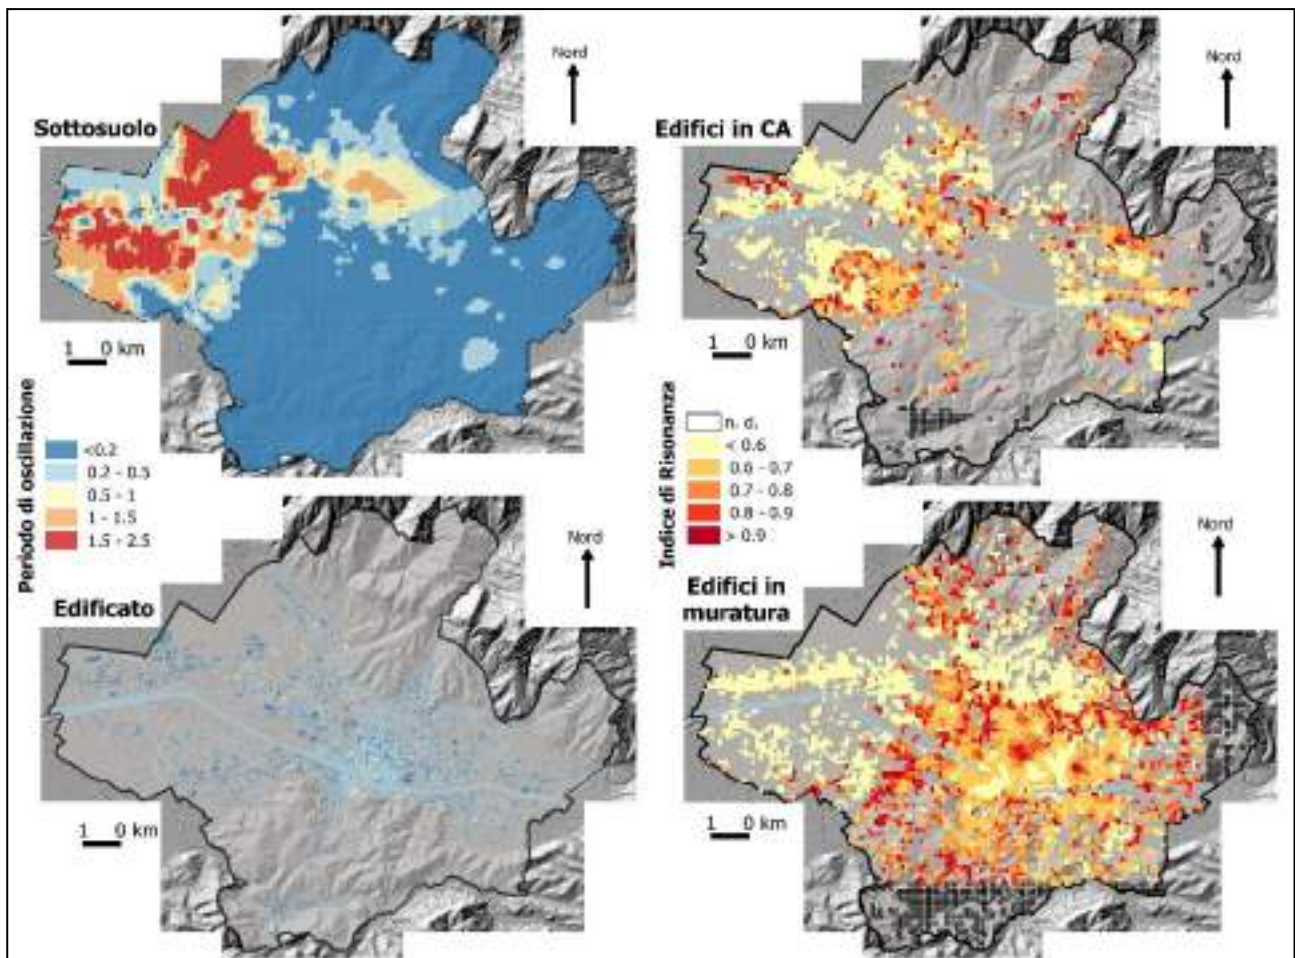 Nord
Sottosuolo
1 0 km
Periodo di oscillazione
<0.2
0.2 - 0.5
0.5 - 1
1 - 1.5
1.5 - 2.5
Nord
Edifici in CA
1 0 km
Indice di Risonanza
n. d.
< 0.6
0.6 - 0.7
0.7 - 0.8
0.8 - 0.9
> 0.9
Nord
Edificato
1 0 km
Nord
Edifici in
muratura
1 0 km